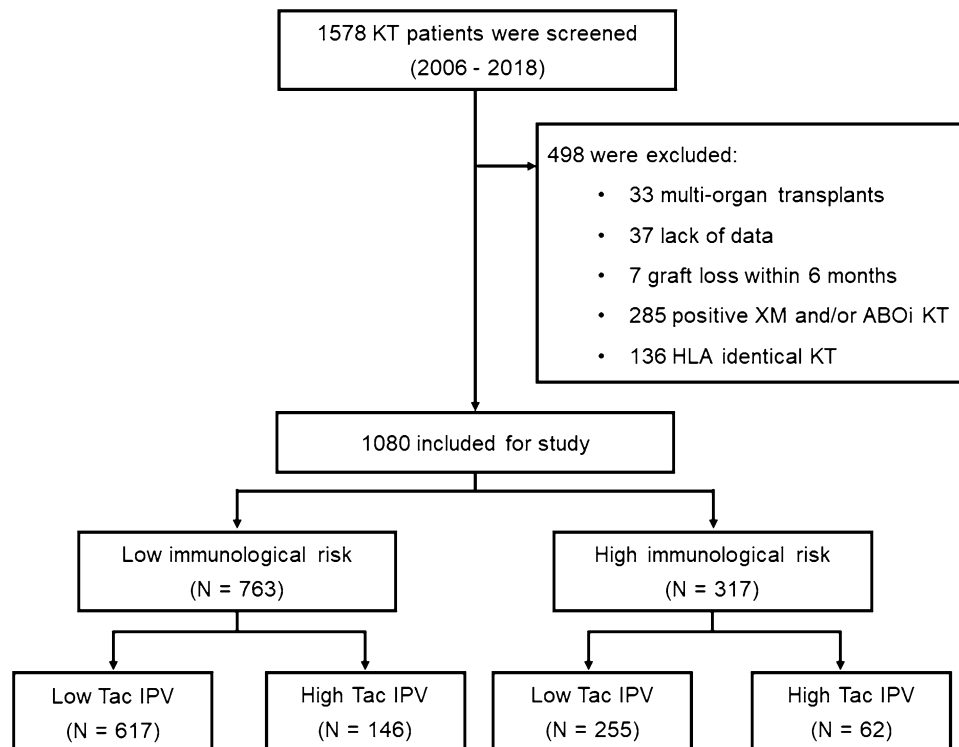 1578 KT patients were screened
(2006 - 2018)
498 were excluded:
• 33 multi-organ transplants
• 37 lack of data
• 7 graft loss within 6 months
• 285 positive XM and/or ABOi KT
• 136 HLA identical KT
1080 included for study
Low immunological risk
(N = 763)
High immunological risk
(N = 317)
Low Tac IPV
(N = 617)
High Tac IPV
(N = 146)
Low Tac IPV
(N = 255)
High Tac IPV
(N = 62)